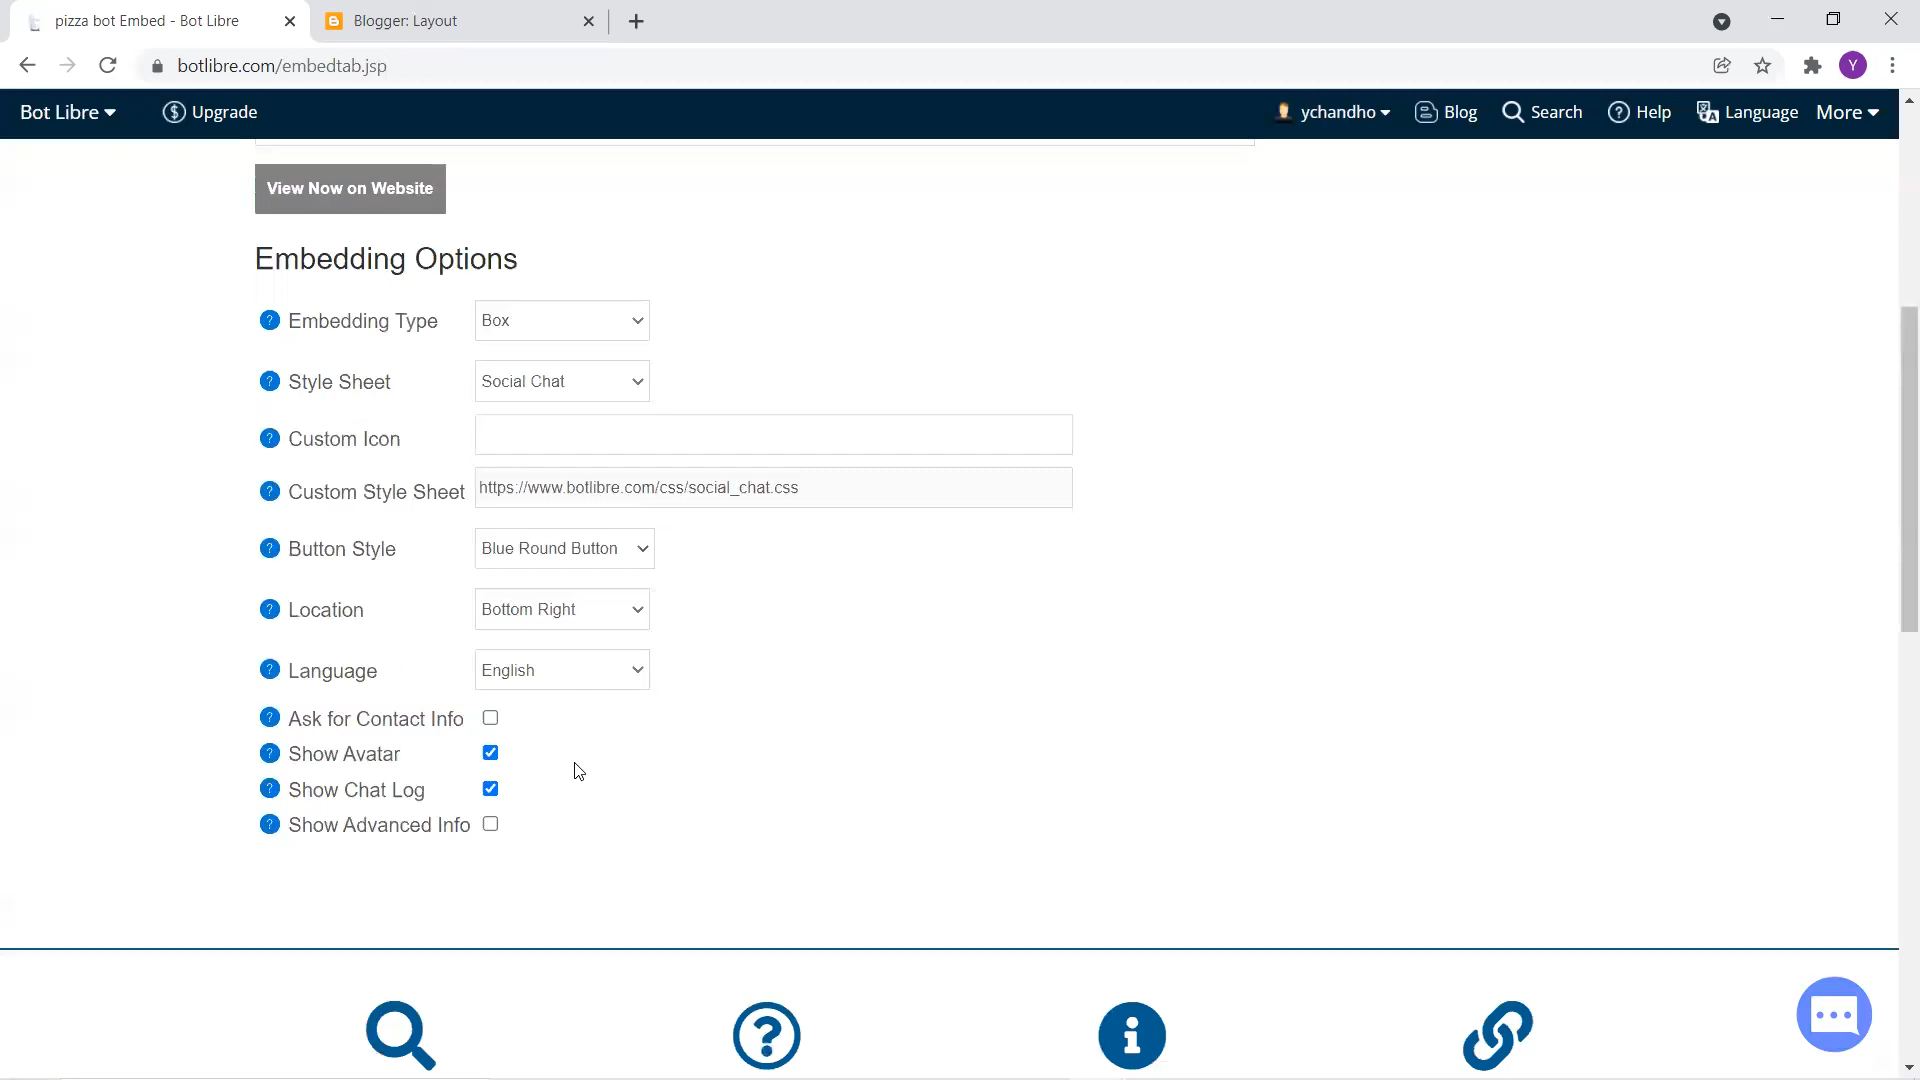 pizza bot Embed - Bot Libre
Blogger: Layout
botlibre.com/embedtab.jsp
Y
Bot Libre
Upgrade
ychandho
Blog
Search
Help
Language
More
View Now on Website
Embedding Options
? Embedding Type Box
? Style Sheet Social Chat
? Custom Icon
? Custom Style Sheet https://www.botlibre.com/css/social_chat.css
? Button Style Blue Round Button
? Location Bottom Right
? Language English
? Ask for Contact Info
? Show Avatar
? Show Chat Log
? Show Advanced Info